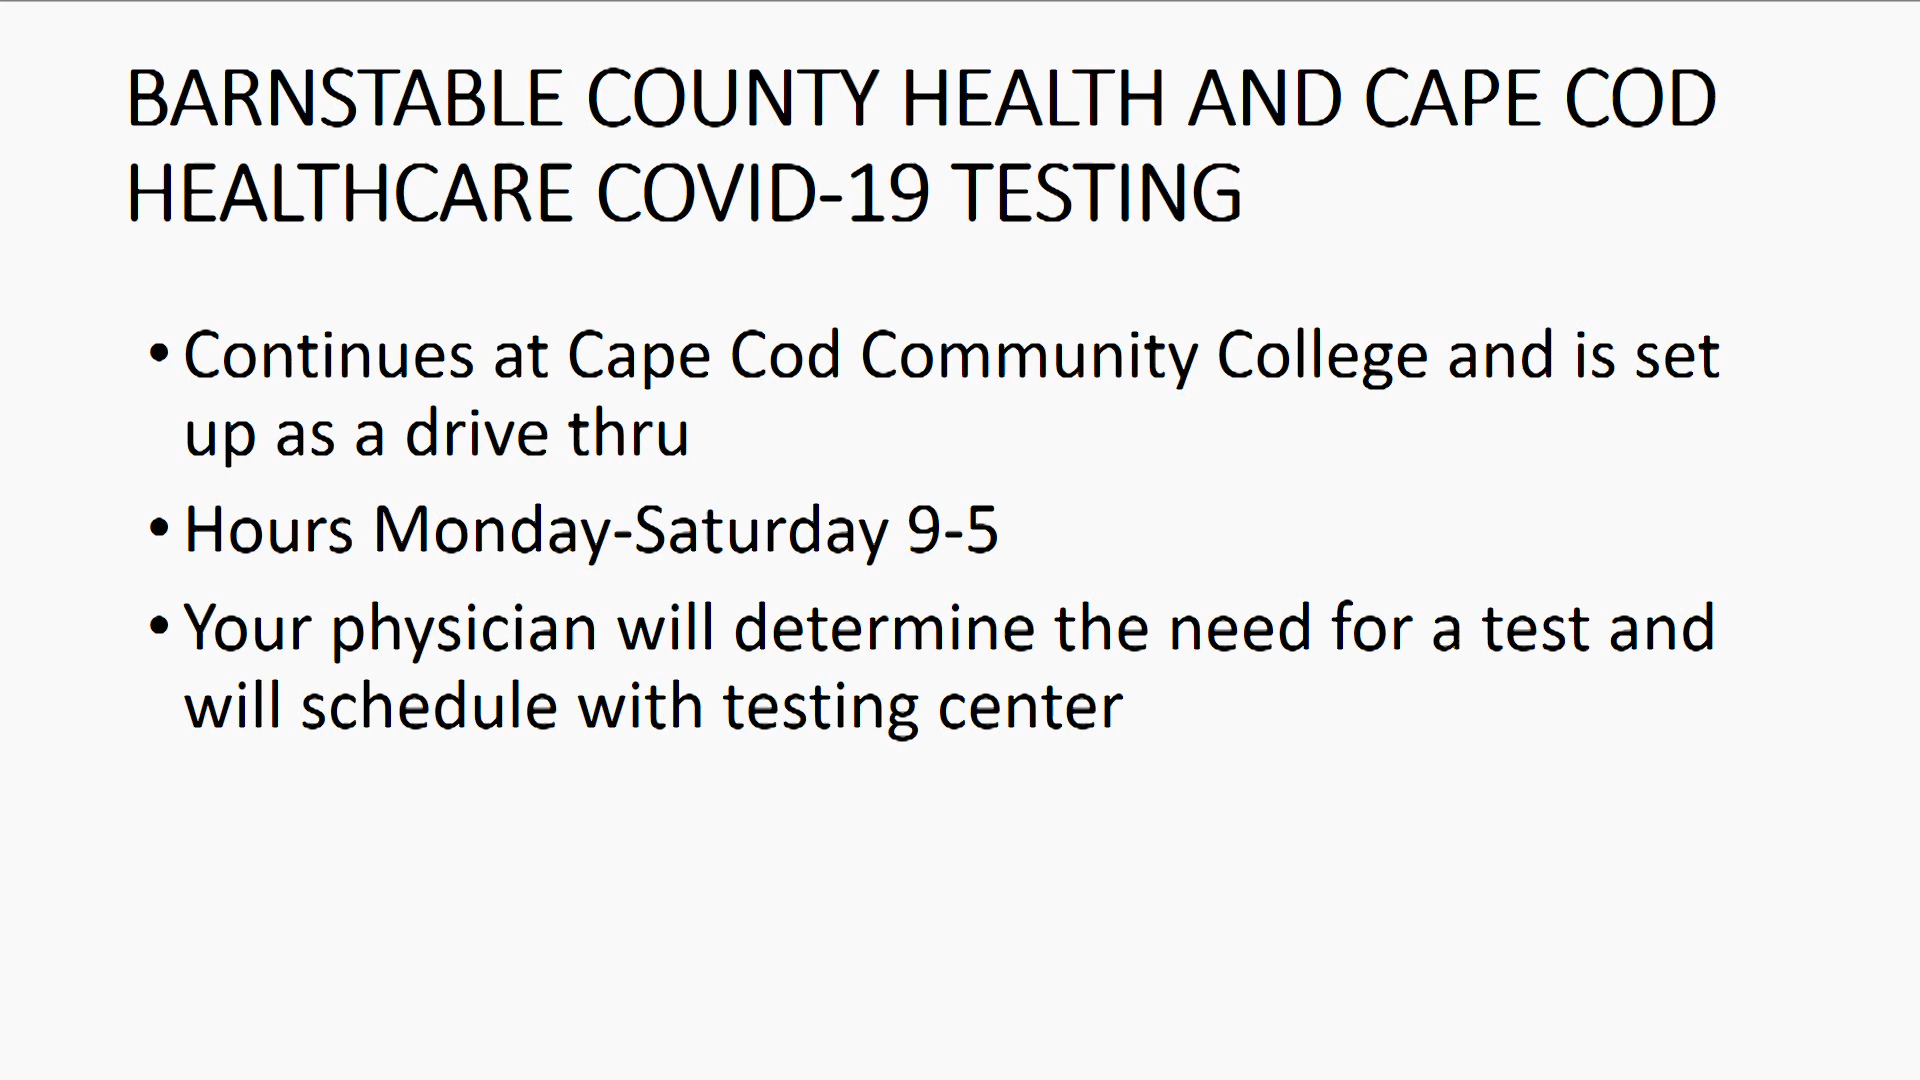 BARNSTABLE COUNTY HEALTH AND CAPE COD
HEALTHCARE COVID-19 TESTING
• Continues at Cape Cod Community College and is set
up as a drive thru
• Hours Monday-Saturday 9-5
• Your physician will determine the need for a test and
will schedule with testing center